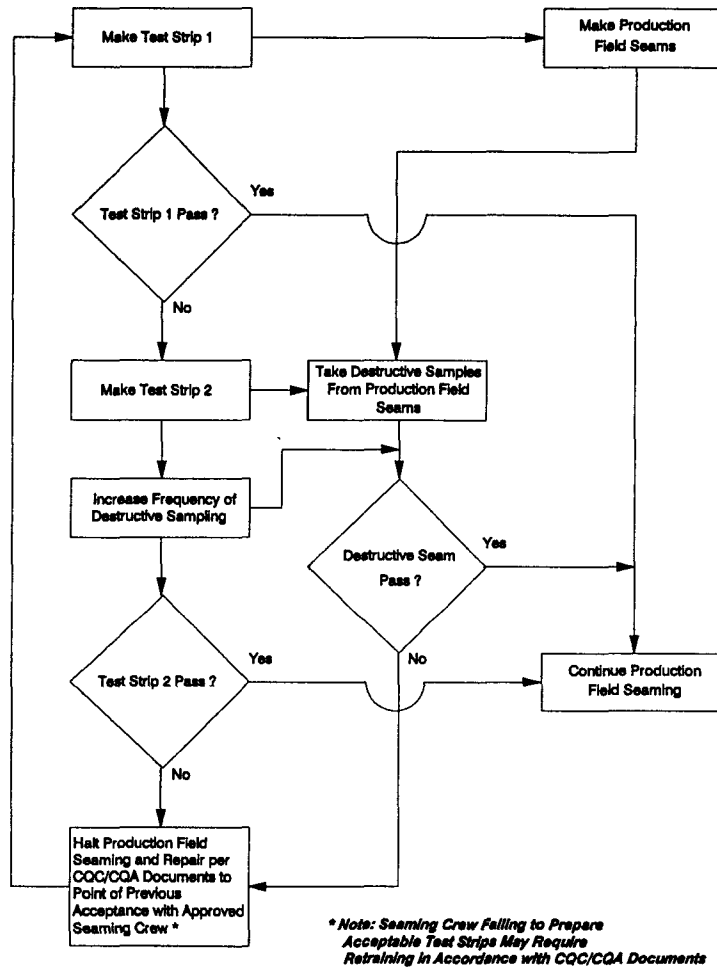 Make Test Strip 1
Make Production
Field Seams
Yes
Test Strip 1 Pass ?
No
Make Test Strip 2
Take Destructive Samples
From Production Field
Seams
Increase Frequency of
Destructive Sampling
Destructive Seam
Pass ?
Yes
No
Test Strip 2 Pass ?
Yes
No
Continue Production
Field Seaming
Halt Production Field
Seaming and Repair per
CQC/CQA Documents to
Point of Previous
Acceptance with Approved
Seaming Crew *
* Note: Seaming Crew Failing to Prepare
Acceptable Test Strips May Require
Retraining in Accordance with CQC/CQA Documents